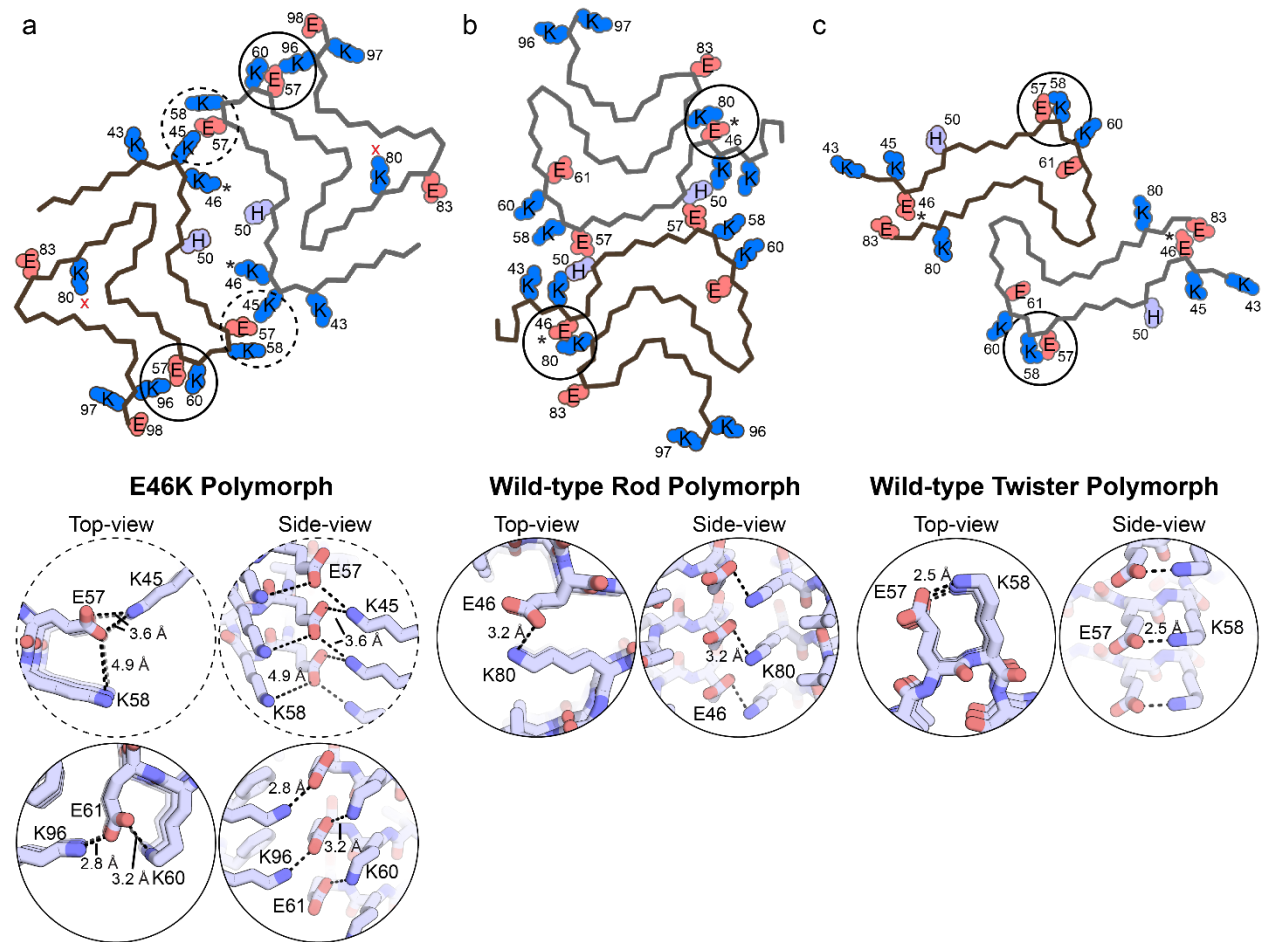 a
98
E
60
K
96
K
E
57
K
97
58
K
45
E
57
K
43
K
K
*
46
H
50
x
80
K
E
83
83
E
K
80
x
H
50
*
K
46
45
K
K
43
E
57
K
58
57
E
K
96
K
60
97
K
E
98
b
96
K
K
97
83
E
80
K
E
*
46
K
K
E
61
H
50
60
K
58
K
E
57
E
57
K
58
K
60
50
H
43
K
K
46
E
*
K
80
E
E
83
K
97
K
96
c
57
58
E
K
K
60
50
H
61
E
43
K
45
K
E
46
*
83
E
K
80
80
K
83
E
*
46
E
K
45
K
43
H
50
61
E
K
60
K
58
E
57
E46K Polymorph
Wild-type Rod Polymorph
Wild-type Twister Polymorph
Top-view
Side-view
Top-view
Side-view
Top-view
Side-view
E57
K45
3.6 Å
4.9 Å
K58
E57
K45
3.6 Å
4.9 Å
K58
E46
3.2 Å
K80
3.2 Å
K80
E46
2.5 Å
E57
K58
E57
2.5 Å
K58
E61
K96
2.8 Å
3.2 Å
K60
2.8 Å
3.2 Å
K96
K60
E61